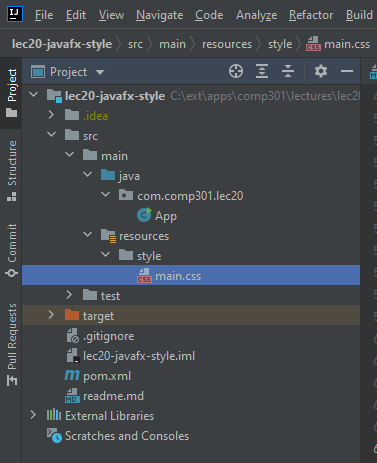 IJ File Edit View Navigate Code Analyze Refactor Build
lec20-javafx-style src main resources style main.css
Project
lec20-javafx-style C:\ext\apps\comp301\lectures\lec20
.idea
src
main
java
com.comp301.lec20
App
resources
style
main.css
test
target
.gitignore
lec20-javafx-style.iml
pom.xml
readme.md
External Libraries
Scratches and Consoles
Project
Structure
Commit
Pull Requests